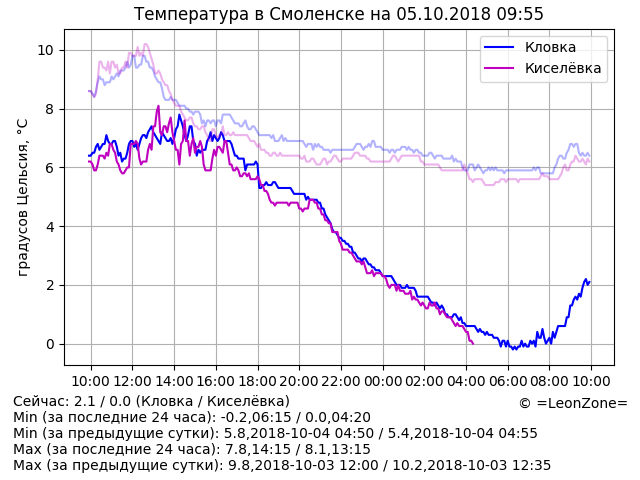 Температура в Смоленске на 05.10.2018 09:55
Кловка
Киселёвка
градусов Цельсия, °C
10
8
6
4
2
0
10:00 12:00 14:00 16:00 18:00 20:00 22:00 00:00 02:00 04:00 06:00 08:00 10:00
Сейчас: 2.1 / 0.0 (Кловка / Киселёвка)
© =LeonZone=
Min (за последние 24 часа): -0.2,06:15 / 0.0,04:20
Min (за предыдущие сутки): 5.8,2018-10-04 04:50 / 5.4,2018-10-04 04:55
Max (за последние 24 часа): 7.8,14:15 / 8.1,13:15
Max (за предыдущие сутки): 9.8,2018-10-03 12:00 / 10.2,2018-10-03 12:35